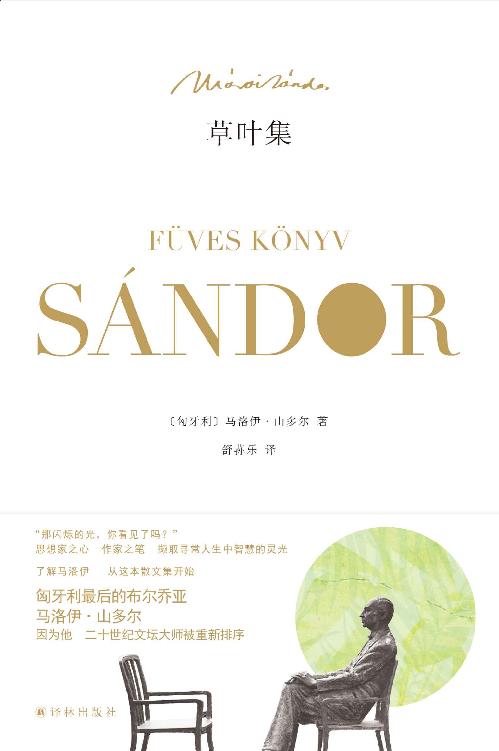 Márai Sándor
草叶集
FÜVES KÖNYV
SÁNDOR
〔匈牙利〕马洛伊·山多尔 著
舒荪乐 译
“那闪烁的光,你看见了吗?”
思想家之心 作家之笔 撷取寻常人生中智慧的灵光
了解马洛伊 从这本散文集开始
匈牙利最后的布尔乔亚
马洛伊·山多尔
因为他 二十世纪文坛大师被重新排序
译林出版社